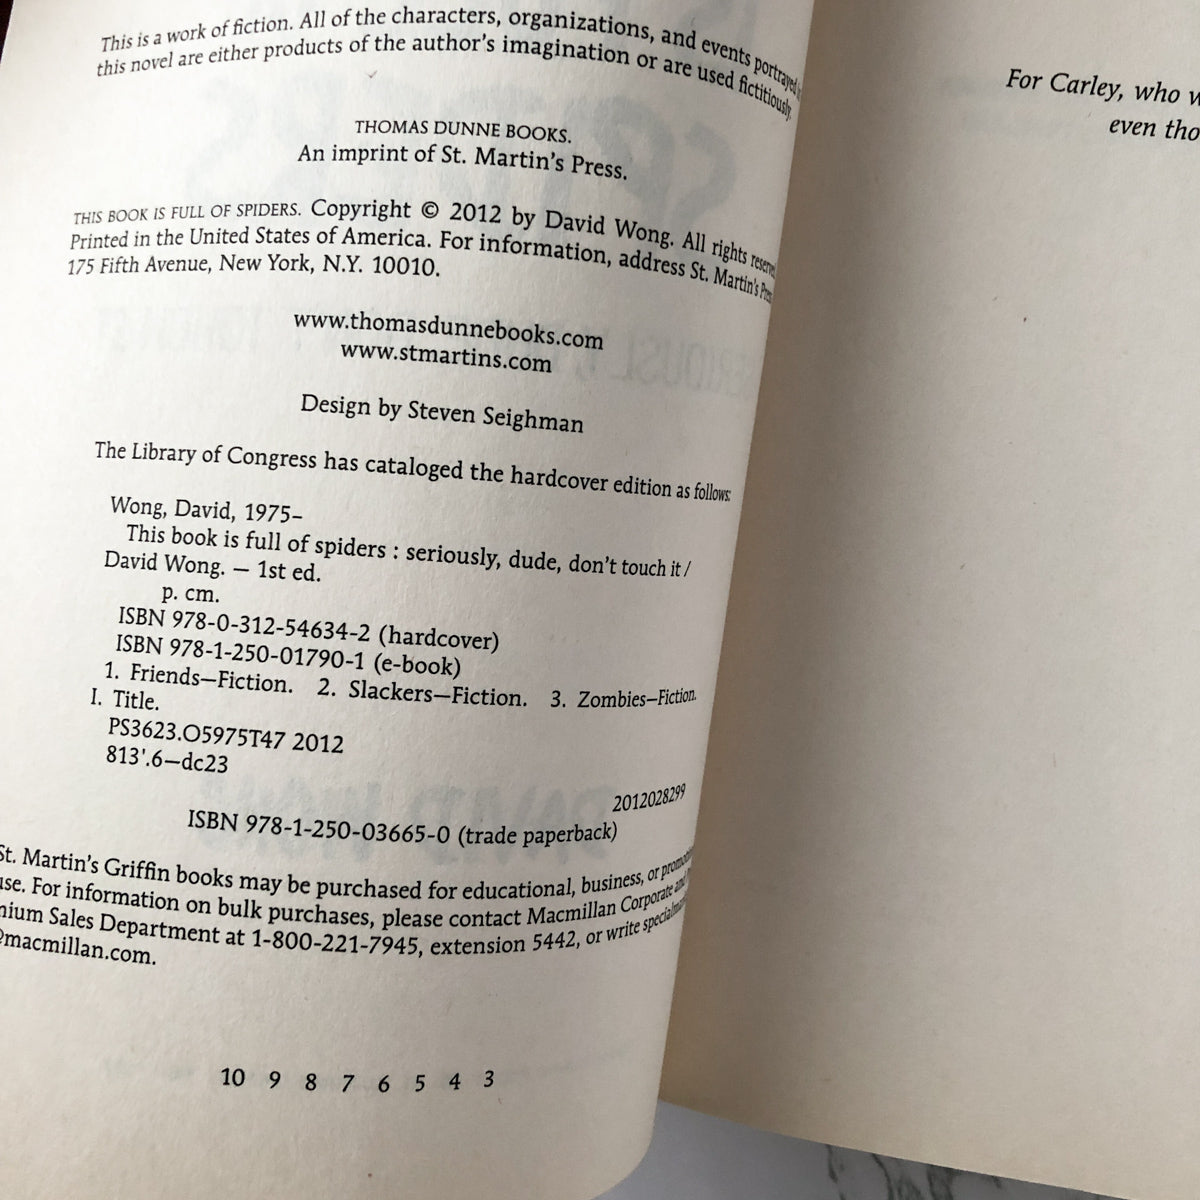 This is a work of fiction. All of the characters, organizations, and events portrayed in
this novel are either products of the author's imagination or are used fictitiously.
THOMAS DUNNE BOOKS.
An imprint of St. Martin's Press.
THIS BOOK IS FULL OF SPIDERS. Copyright © 2012 by David Wong. All rights reserved.
Printed in the United States of America. For information, address St. Martin's Press
175 Fifth Avenue, New York, N.Y. 10010.
www.thomasdunnebooks.com
www.stmartins.com
Design by Steven Seighman
The Library of Congress has cataloged the hardcover edition as follows:
Wong, David, 1975–
This book is full of spiders : seriously, dude, don't touch it /
David Wong. — 1st ed.
p. cm.
ISBN 978-0-312-54634-2 (hardcover)
ISBN 978-1-250-01790-1 (e-book)
1. Friends—Fiction. 2. Slackers—Fiction. 3. Zombies—Fiction.
I. Title.
PS3623.O5975T47 2012
813'.6—dc23
2012028299
ISBN 978-1-250-03665-0 (trade paperback)
St. Martin's Griffin books may be purchased for educational, business, or
use. For information on bulk purchases, please contact Macmillan Corporate and
nium Sales Department at 1-800-221-7945, extension 5442, or write
@macmillan.com.
10 9 8 7 6 5 4 3
For Carley, who w
even tho